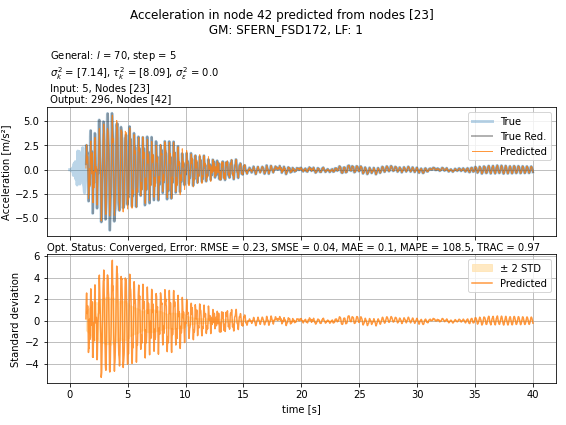 Acceleration in node 42 predicted from nodes [23]
GM: SFERN_FSD172, LF: 1
General: l = 70, step = 5
σ²ₖ = [7.14], τ²ₖ = [8.09], σ²ε = 0.0
Input: 5, Nodes [23]
Output: 296, Nodes [42]
Acceleration [m/s²]
5.0
2.5
0.0
−2.5
−5.0
True
True Red.
Predicted
Opt. Status: Converged, Error: RMSE = 0.23, SMSE = 0.04, MAE = 0.1, MAPE = 108.5, TRAC = 0.97
Standard deviation
6
4
2
0
−2
−4
± 2 STD
Predicted
0 5 10 15 20 25 30 35 40
time [s]